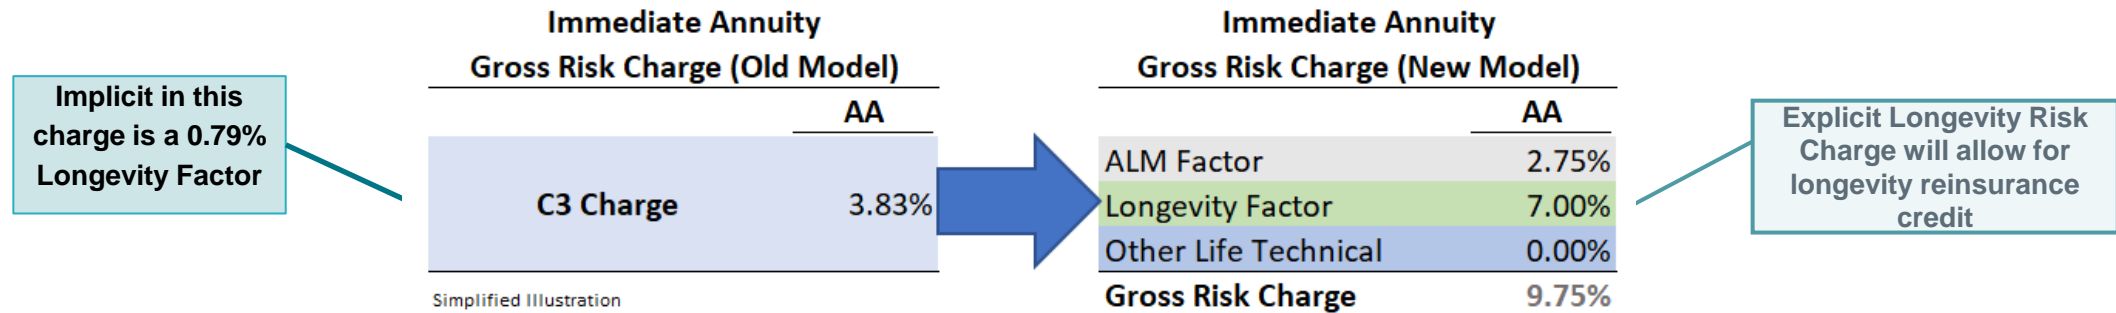 Implicit in this
charge is a 0.79%
Longevity Factor
Immediate Annuity
Gross Risk Charge (Old Model)
AA
C3 Charge 3.83%
Simplified Illustration
Immediate Annuity
Gross Risk Charge (New Model)
AA
ALM Factor 2.75%
Longevity Factor 7.00%
Other Life Technical 0.00%
Gross Risk Charge 9.75%
Explicit Longevity Risk
Charge will allow for
longevity reinsurance
credit